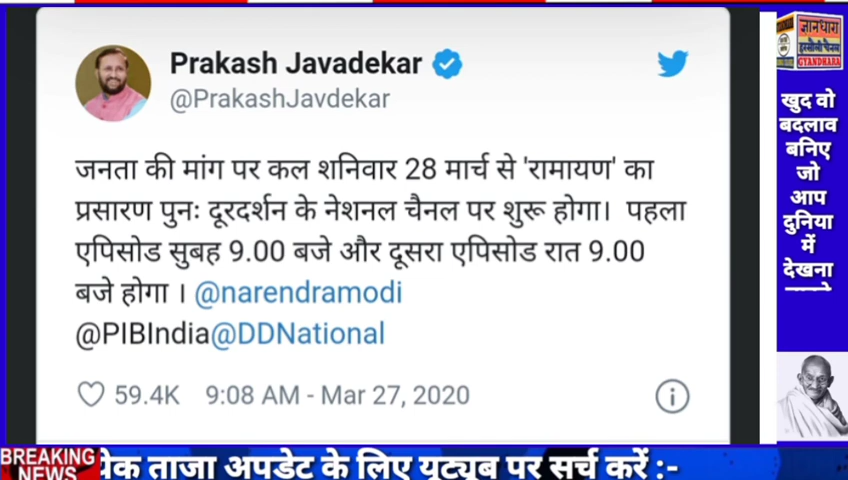 Prakash Javadekar
@PrakashJavdekar
जनता की मांग पर कल शनिवार 28 मार्च से 'रामायण' का
प्रसारण पुनः दूरदर्शन के नेशनल चैनल पर शुरू होगा। पहला
एपिसोड सुबह 9.00 बजे और दूसरा एपिसोड रात 9.00
बजे होगा । @narendramodi
@PIBIndia@DDNational
59.4K 9:08 AM - Mar 27, 2020
ज्ञानधारा
GYANDHARA
खुद वो
बदलाव
बनिए
जो
आप
दुनिया
में
देखना
BREAKING
NEWS
ताजा अपडेट के लिए यूट्यूब पर सर्च करें :-